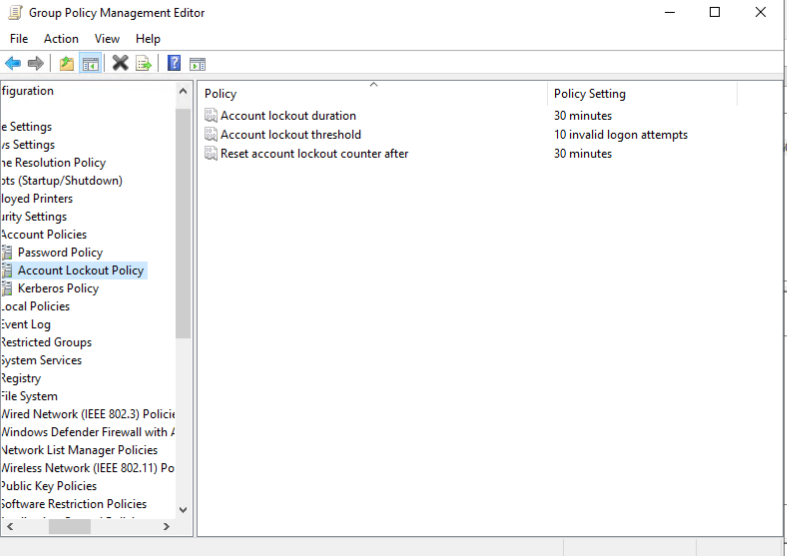 Group Policy Management Editor
File Action View Help
figuration
e Settings
vs Settings
ne Resolution Policy
pts (Startup/Shutdown)
loyed Printers
urity Settings
Account Policies
Password Policy
Account Lockout Policy
Kerberos Policy
Local Policies
Event Log
Restricted Groups
System Services
Registry
File System
Wired Network (IEEE 802.3) Policie
Windows Defender Firewall with A
Network List Manager Policies
Wireless Network (IEEE 802.11) Po
Public Key Policies
Software Restriction Policies
Policy Policy Setting
Account lockout duration 30 minutes
Account lockout threshold 10 invalid logon attempts
Reset account lockout counter after 30 minutes